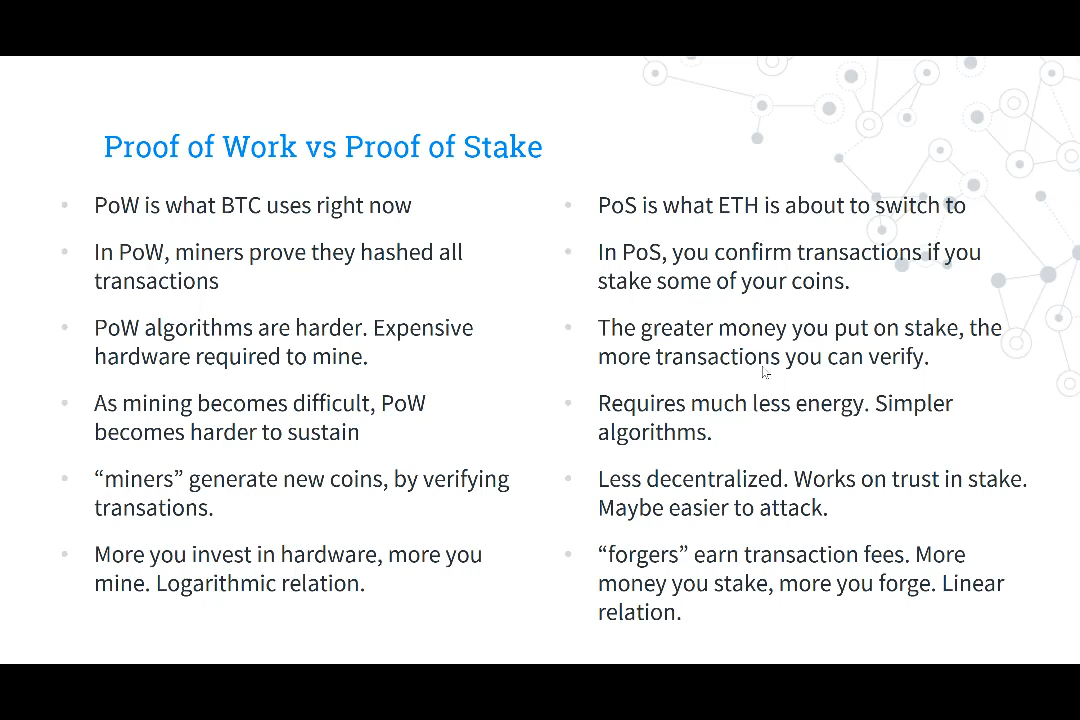 Proof of Work vs Proof of Stake
PoW is what BTC uses right now
In PoW, miners prove they hashed all
transactions
PoW algorithms are harder. Expensive
hardware required to mine.
As mining becomes difficult, PoW
becomes harder to sustain
“miners” generate new coins, by verifying
transations.
More you invest in hardware, more you
mine. Logarithmic relation.
PoS is what ETH is about to switch to
In PoS, you confirm transactions if you
stake some of your coins.
The greater money you put on stake, the
more transactions you can verify.
Requires much less energy. Simpler
algorithms.
Less decentralized. Works on trust in stake.
Maybe easier to attack.
“forgers” earn transaction fees. More
money you stake, more you forge. Linear
relation.